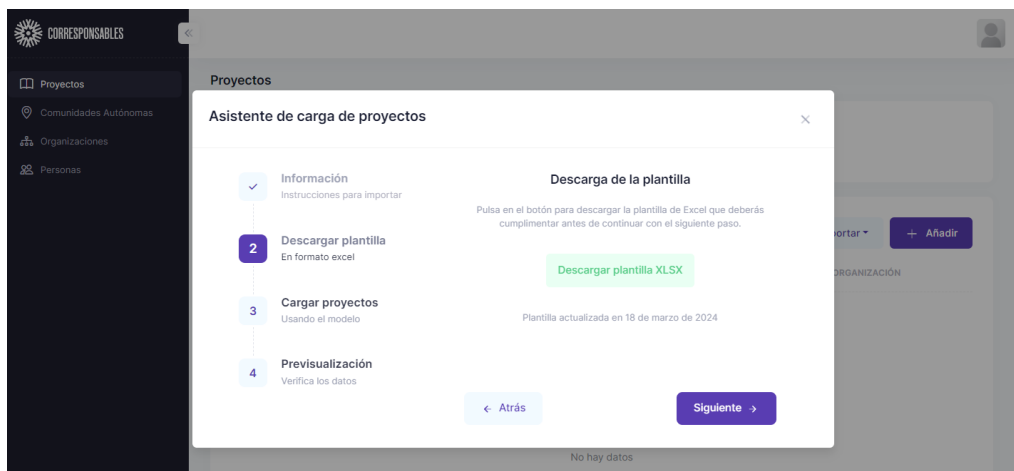 CORRESPONSABLES
Proyectos
Comunidades Autónomas
Organizaciones
Personas
Proyectos
Asistente de carga de proyectos
Información
Instrucciones para importar
2
Descargar plantilla
En formato excel
3
Cargar proyectos
Usando el modelo
4
Previsualización
Verifica los datos
Descarga de la plantilla
Pulsa en el botón para descargar la plantilla de Excel que deberás
cumplimentar antes de continuar con el siguiente paso.
Descargar plantilla XLSX
Plantilla actualizada en 18 de marzo de 2024
← Atrás
Siguiente →
ortar
+ Añadir
ORGANIZACIÓN
No hay datos